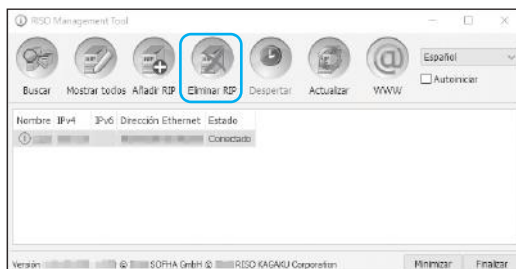 RISO Management Tool
Buscar Mostrar todos Añadir RIP Eliminar RIP Despertar Actualizar WWW
Español
Autoiniciar
Nombre IPv4 IPv6 Dirección Ethernet Estado
Conectado
Versión © SOFHA GmbH © RISO KAGAKU Corporation
Minimizar Finalizar